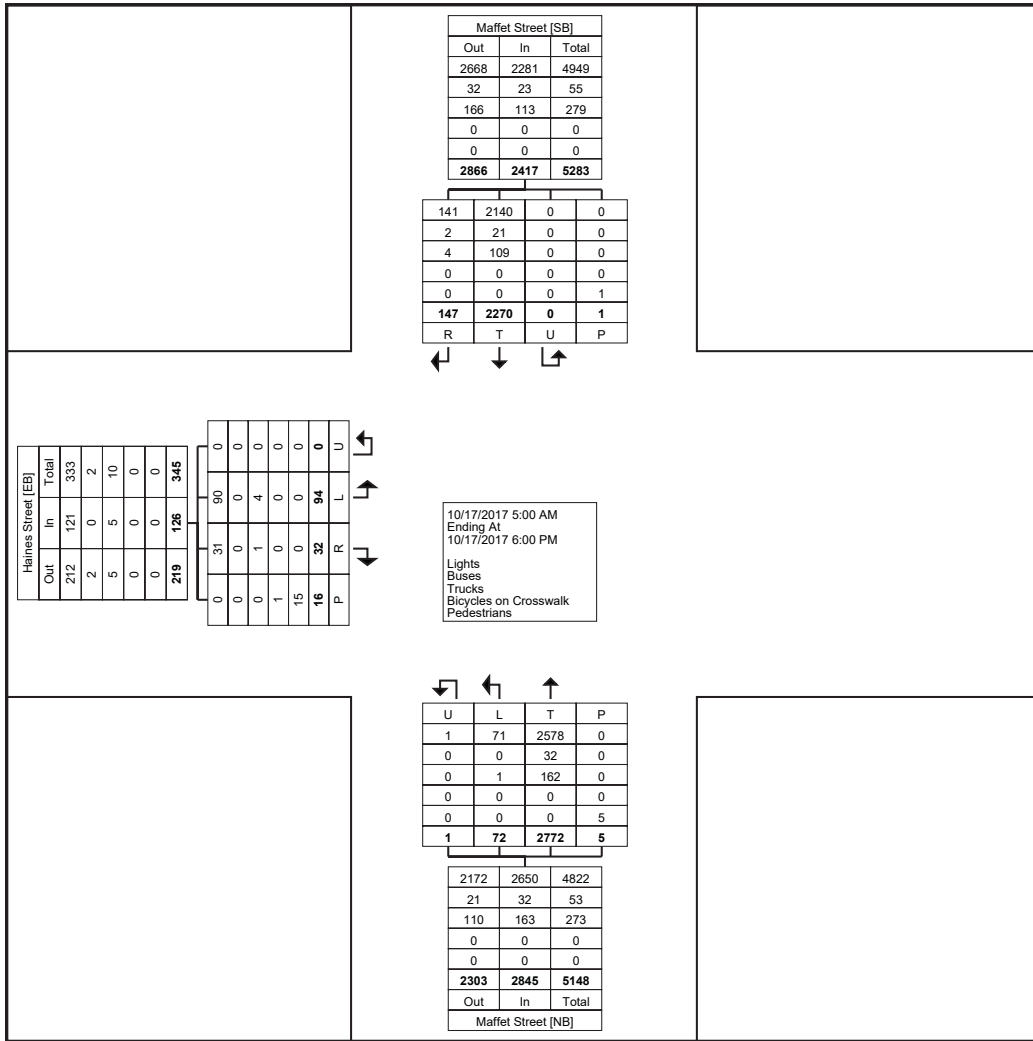 Maffet Street [SB]
Out In Total
2668 2281 4949
32 23 55
166 113 279
0 0 0
0 0 0
2866 2417 5283
141 2140 0 0
2 21 0 0
4 109 0 0
0 0 0 0
0 0 0 1
147 2270 0 1
R T U P
Haines Street [EB]
Out In Total
212 121 333
2 0 2
5 5 10
0 0 0
0 0 0
219 126 345
0 31 90 0
0 0 0 0
0 1 4 0
1 0 0 0
15 0 0 0
16 32 94 0
P R L U
10/17/2017 5:00 AM
Ending At
10/17/2017 6:00 PM
Lights
Buses
Trucks
Bicycles on Crosswalk
Pedestrians
U L T P
1 71 2578 0
0 0 32 0
0 1 162 0
0 0 0 0
0 0 0 5
1 72 2772 5
2172 2650 4822
21 32 53
110 163 273
0 0 0
0 0 0
2303 2845 5148
Out In Total
Maffet Street [NB]